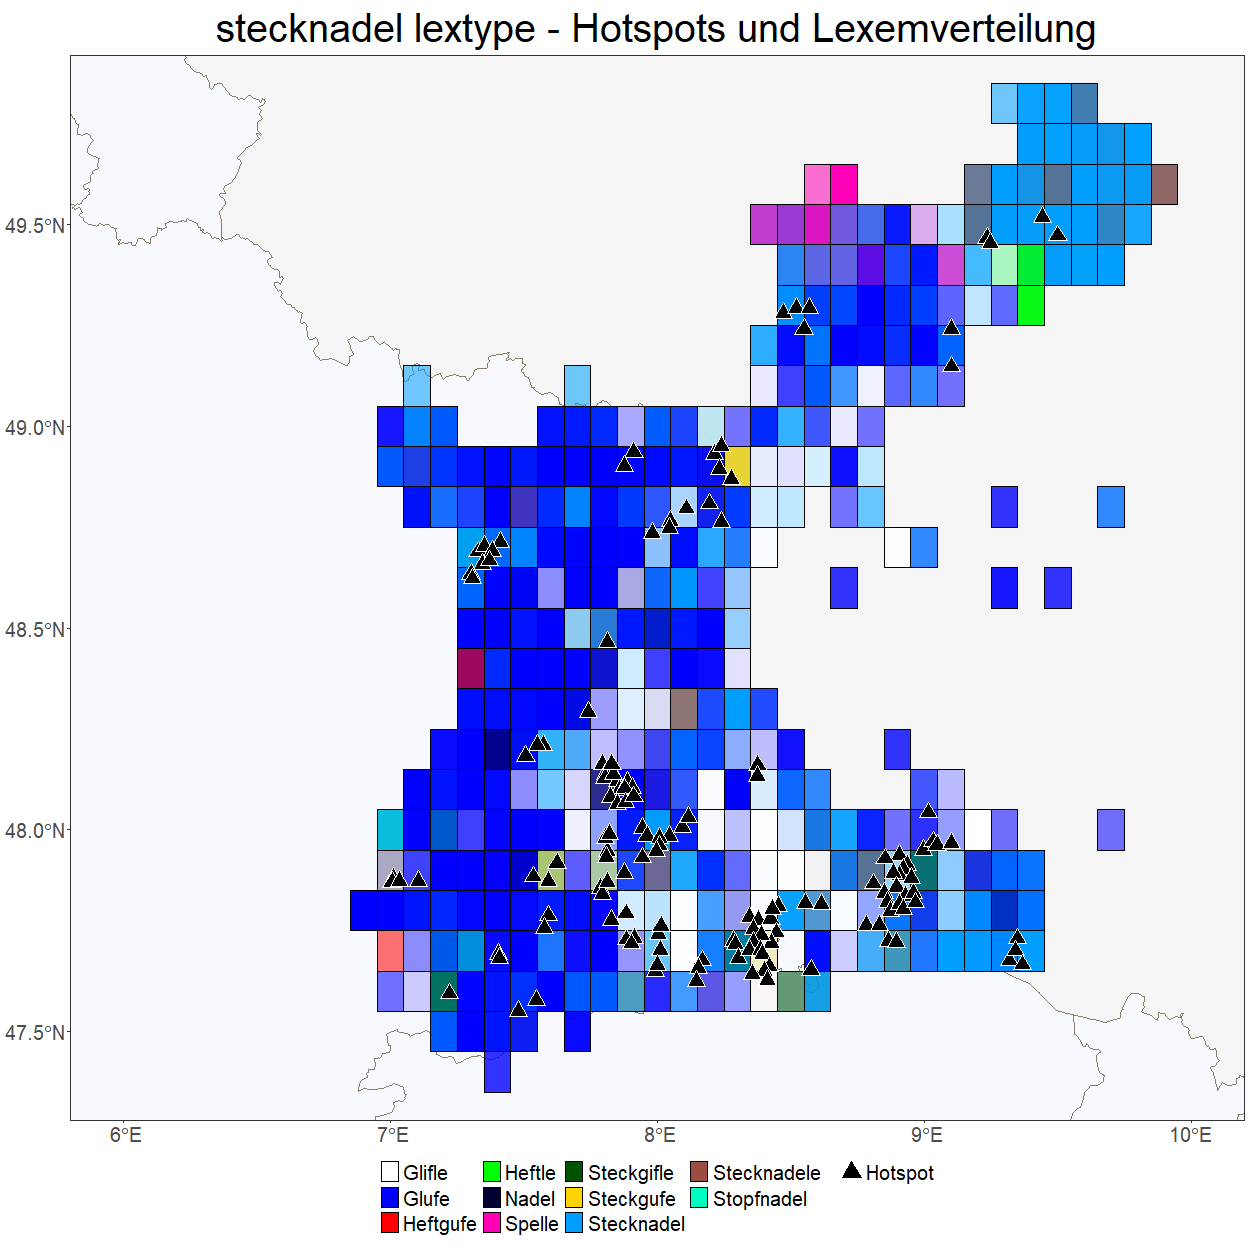 stecknadel lextype - Hotspots und Lexemverteilung
49.5°N
49.0°N
48.5°N
48.0°N
47.5°N
6°E 7°E 8°E 9°E 10°E
Glifle Heftle Steckgifle Stecknadele Hotspot
Glufe Nadel Steckgufe Stopfnadel
Heftgufe Spelle Stecknadel